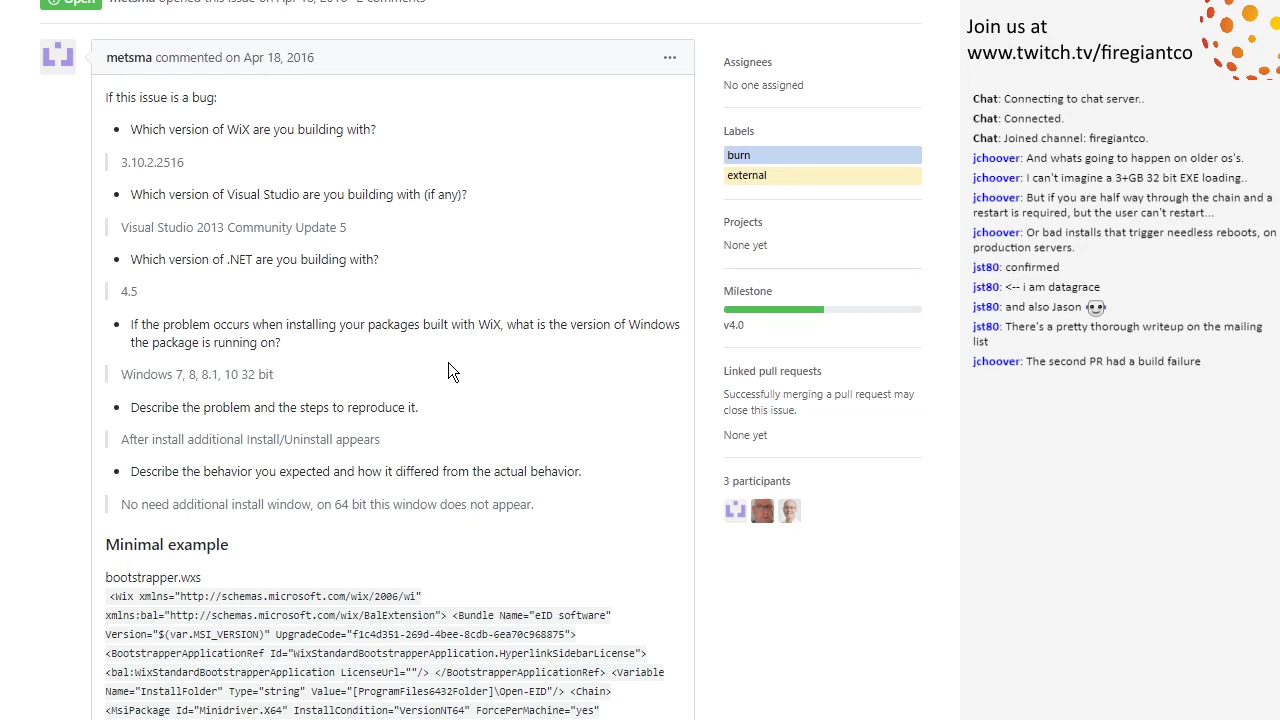 Open metsma opened this issue on Apr 18, 2016 · 2 comments
metsma commented on Apr 18, 2016
If this issue is a bug:
Which version of WiX are you building with?
3.10.2.2516
Which version of Visual Studio are you building with (if any)?
Visual Studio 2013 Community Update 5
Which version of .NET are you building with?
4.5
If the problem occurs when installing your packages built with WiX, what is the version of Windows
the package is running on?
Windows 7, 8, 8.1, 10 32 bit
Describe the problem and the steps to reproduce it.
After install additional Install/Uninstall appears
Describe the behavior you expected and how it differed from the actual behavior.
No need additional install window, on 64 bit this window does not appear.
Minimal example
bootstrapper.wxs
<Wix xmlns="http://schemas.microsoft.com/wix/2006/wi"
xmlns:bal="http://schemas.microsoft.com/wix/BalExtension"> <Bundle Name="eID software"
Version="$(var.MSI_VERSION)" UpgradeCode="f1c4d351-269d-4bee-8cdb-6ea70c968875">
<BootstrapperApplicationRef Id="WixStandardBootstrapperApplication.HyperlinkSidebarLicense">
<bal:WixStandardBootstrapperApplication LicenseUrl=""/> </BootstrapperApplicationRef> <Variable
Name="InstallFolder" Type="string" Value="[ProgramFiles6432Folder]\Open-EID"/> <Chain>
<MsiPackage Id="Minidriver.X64" InstallCondition="VersionNT64" ForcePerMachine="yes"
Assignees
No one assigned
Labels
burn
external
Projects
None yet
Milestone
v4.0
Linked pull requests
Successfully merging a pull request may
close this issue.
None yet
3 participants
Join us at
www.twitch.tv/firegiantco
Chat: Connecting to chat server..
Chat: Connected.
Chat: Joined channel: firegiantco.
jchoover: And whats going to happen on older os's.
jchoover: I can't imagine a 3+GB 32 bit EXE loading..
jchoover: But if you are half way through the chain and a
restart is required, but the user can't restart...
jchoover: Or bad installs that trigger needless reboots, on
production servers.
jst80: confirmed
jst80: <-- i am datagrace
jst80: and also Jason
jst80: There's a pretty thorough writeup on the mailing
list
jchoover: The second PR had a build failure